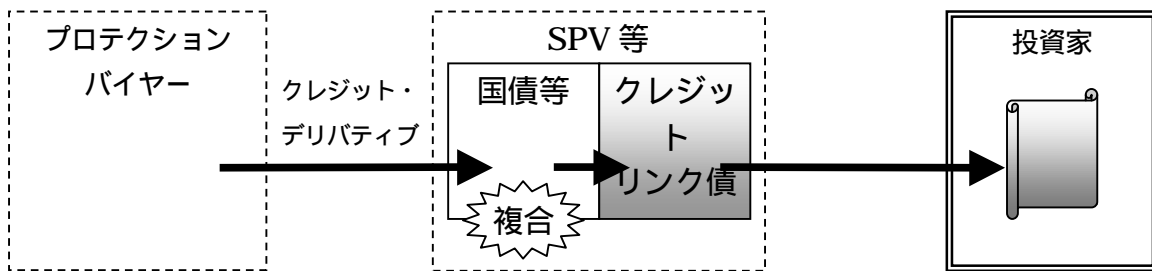 プロテクション
バイヤー
クレジット・
デリバティブ
SPV 等
国債等
クレジッ
ト
リンク債
複合
投資家